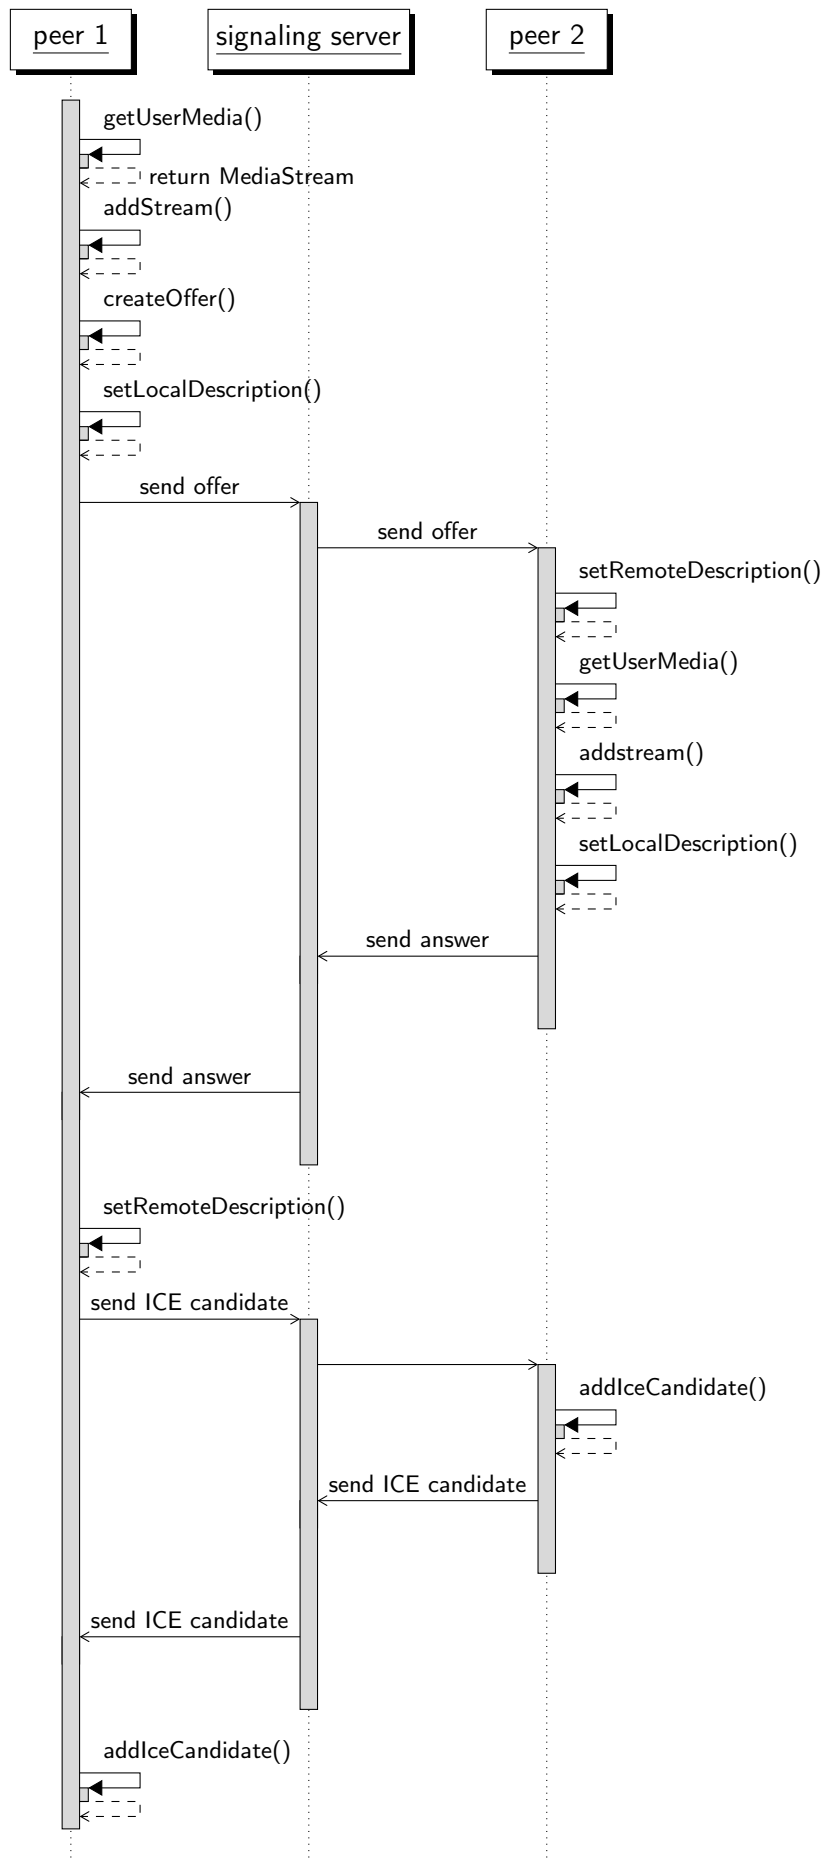 peer 1
signaling server
peer 2
getUserMedia()
return MediaStream
addStream()
createOffer()
setLocalDescription()
send offer
send offer
setRemoteDescription()
getUserMedia()
addstream()
setLocalDescription()
send answer
send answer
setRemoteDescription()
send ICE candidate
addIceCandidate()
send ICE candidate
send ICE candidate
addIceCandidate()